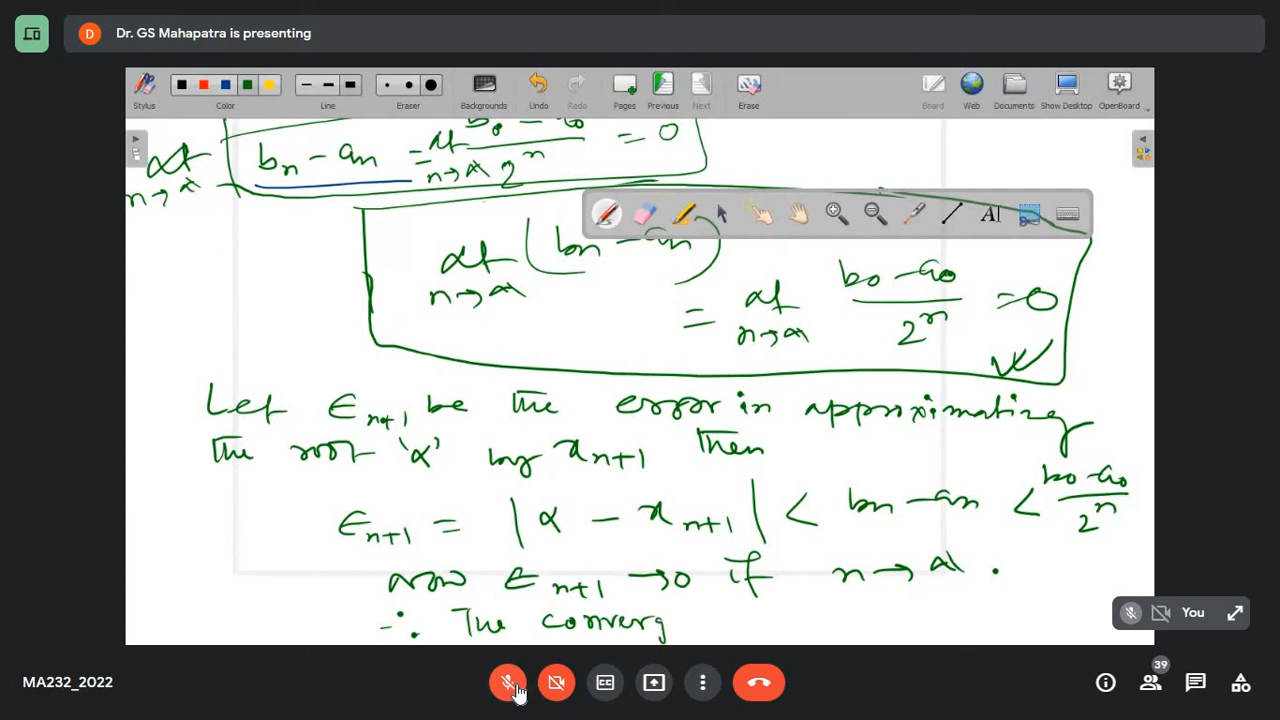 Dr. GS Mahapatra is presenting
Stylus Color Line Eraser Backgrounds Undo Redo Pages Previous Next Erase Board Web Documents Show Desktop OpenBoard
lt n→∞ bn - an = lt n→∞ b0 - a0 / 2^n = 0
lt n→∞ (bn - an)
= lt n→∞ b0 - a0 / 2^n = 0
Let ∈n+1 be the error in approximating
the root 'α' by xn+1 then
∈n+1 = |α - xn+1| < bn - an < b0 - a0 / 2^n
now ∈n+1 → 0 if n → ∞ .
∴ The converg
You
MA232_2022
39